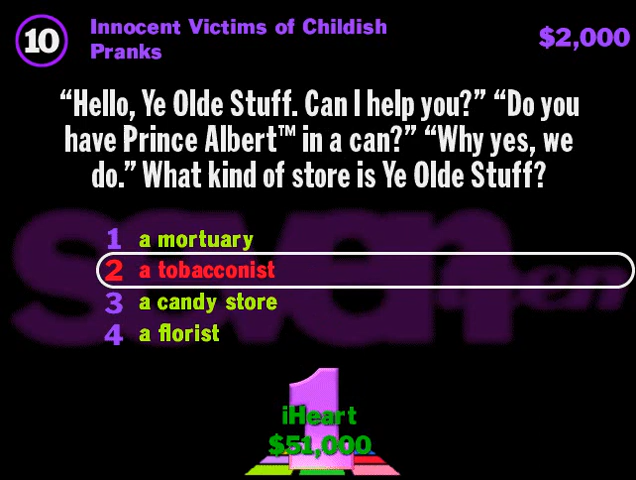 10
Innocent Victims of Childish
Pranks
$2,000
“Hello, Ye Olde Stuff. Can I help you?” “Do you
have Prince Albert™ in a can?” “Why yes, we
do.” What kind of store is Ye Olde Stuff?
1 a mortuary
2 a tobacconist
3 a candy store
4 a florist
seven
1
iHeart
$51,000